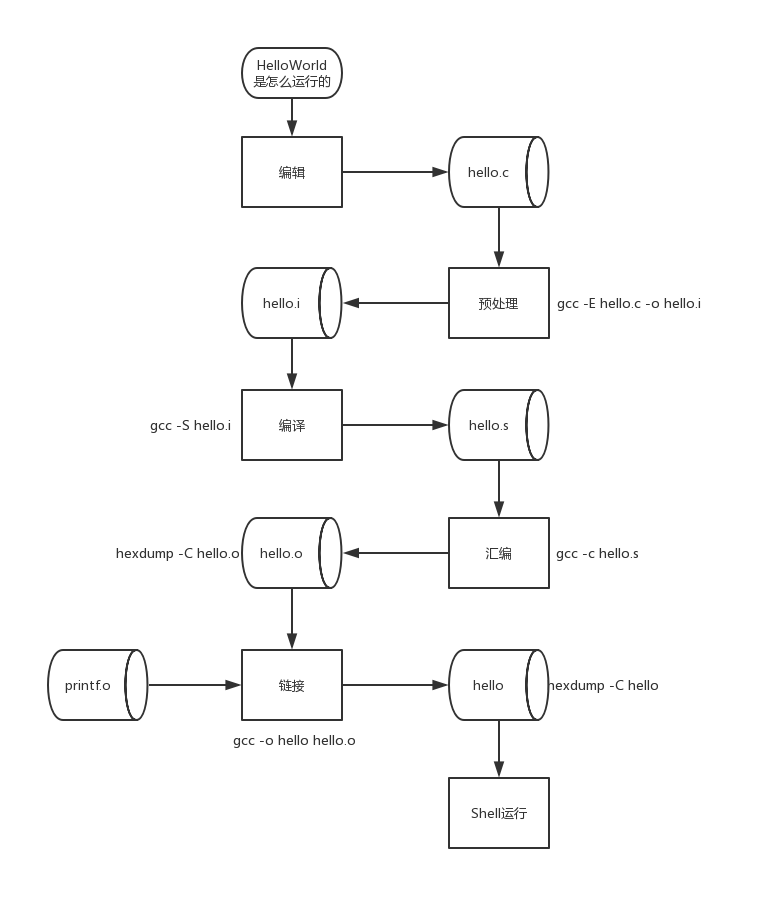 HelloWorld
是怎么运行的
编辑
hello.c
hello.i
预处理
gcc -E hello.c -o hello.i
gcc -S hello.i
编译
hello.s
hexdump -C hello.o
hello.o
汇编
gcc -c hello.s
printf.o
链接
hello
hexdump -C hello
gcc -o hello hello.o
Shell运行